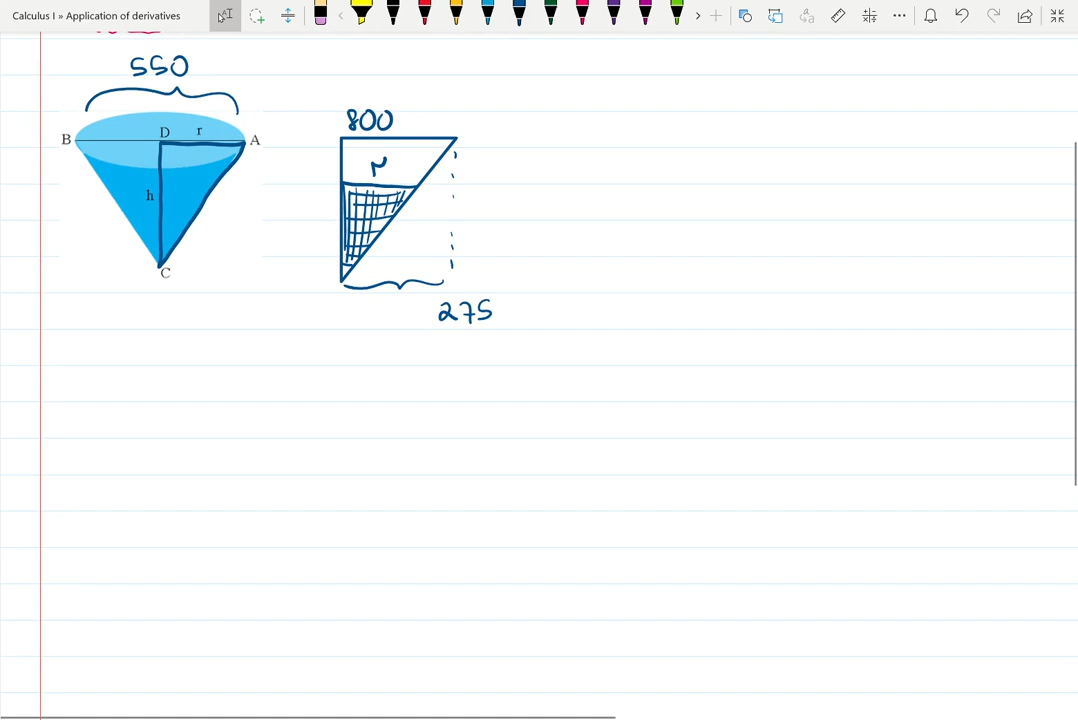 Calculus I » Application of derivatives
550
B
D
r
A
h
C
800
r
275